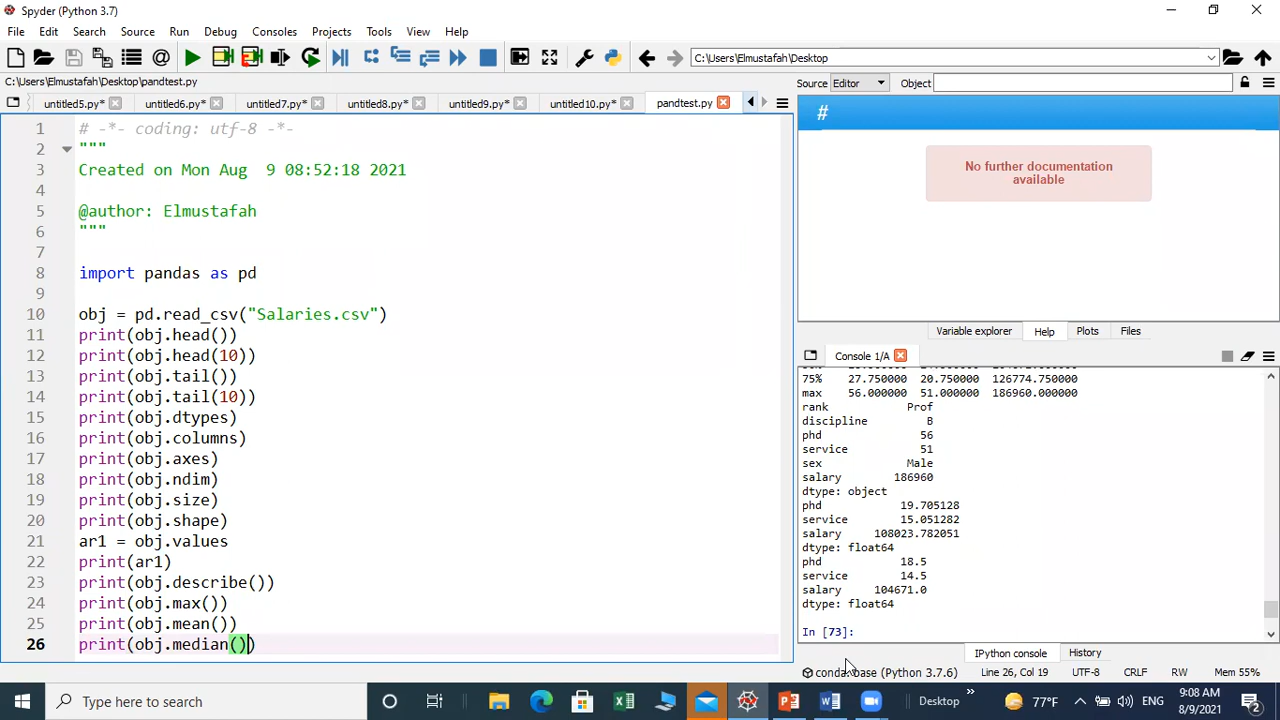 Spyder (Python 3.7)
File Edit Search Source Run Debug Consoles Projects Tools View Help
C:\Users\Elmustafah\Desktop
C:\Users\Elmustafah\Desktop\pandtest.py
untitled5.py* untitled6.py* untitled7.py* untitled8.py* untitled9.py* untitled10.py* pandtest.py
1 # -*- coding: utf-8 -*-
2 """
3 Created on Mon Aug  9 08:52:18 2021
4
5 @author: Elmustafah
6 """
7
8 import pandas as pd
9
10 obj = pd.read_csv("Salaries.csv")
11 print(obj.head())
12 print(obj.head(10))
13 print(obj.tail())
14 print(obj.tail(10))
15 print(obj.dtypes)
16 print(obj.columns)
17 print(obj.axes)
18 print(obj.ndim)
19 print(obj.size)
20 print(obj.shape)
21 ar1 = obj.values
22 print(ar1)
23 print(obj.describe())
24 print(obj.max())
25 print(obj.mean())
26 print(obj.median())
Source Editor Object
#
No further documentation
available
Variable explorer Help Plots Files
Console 1/A
75% 27.750000 20.750000 126774.750000
max 56.000000 51.000000 186960.000000
rank Prof
discipline B
phd 56
service 51
sex Male
salary 186960
dtype: object
phd 19.705128
service 15.051282
salary 108023.782051
dtype: float64
phd 18.5
service 14.5
salary 104671.0
dtype: float64
In [73]:
IPython console History
conda: base (Python 3.7.6) Line 26, Col 19 UTF-8 CRLF RW Mem 55%
Type here to search
Desktop
77°F
ENG
9:08 AM
8/9/2021
2